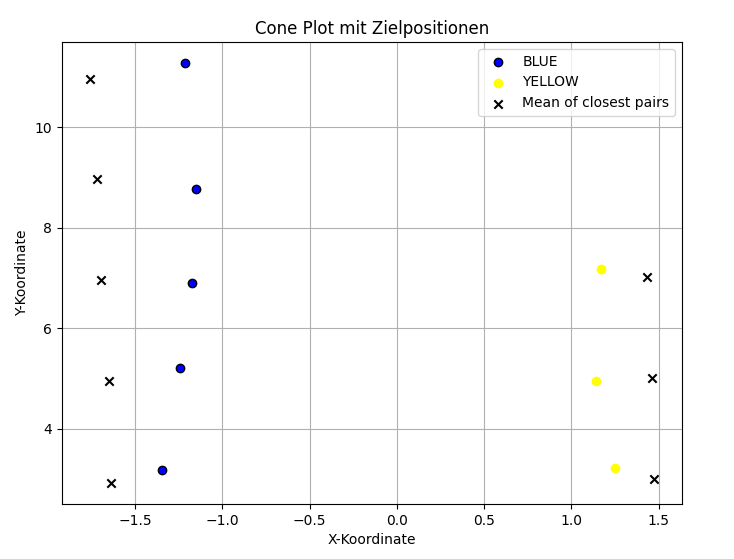 Cone Plot mit Zielpositionen
BLUE
YELLOW
Mean of closest pairs
10
8
6
4
Y-Koordinate
−1.5 −1.0 −0.5 0.0 0.5 1.0 1.5
X-Koordinate